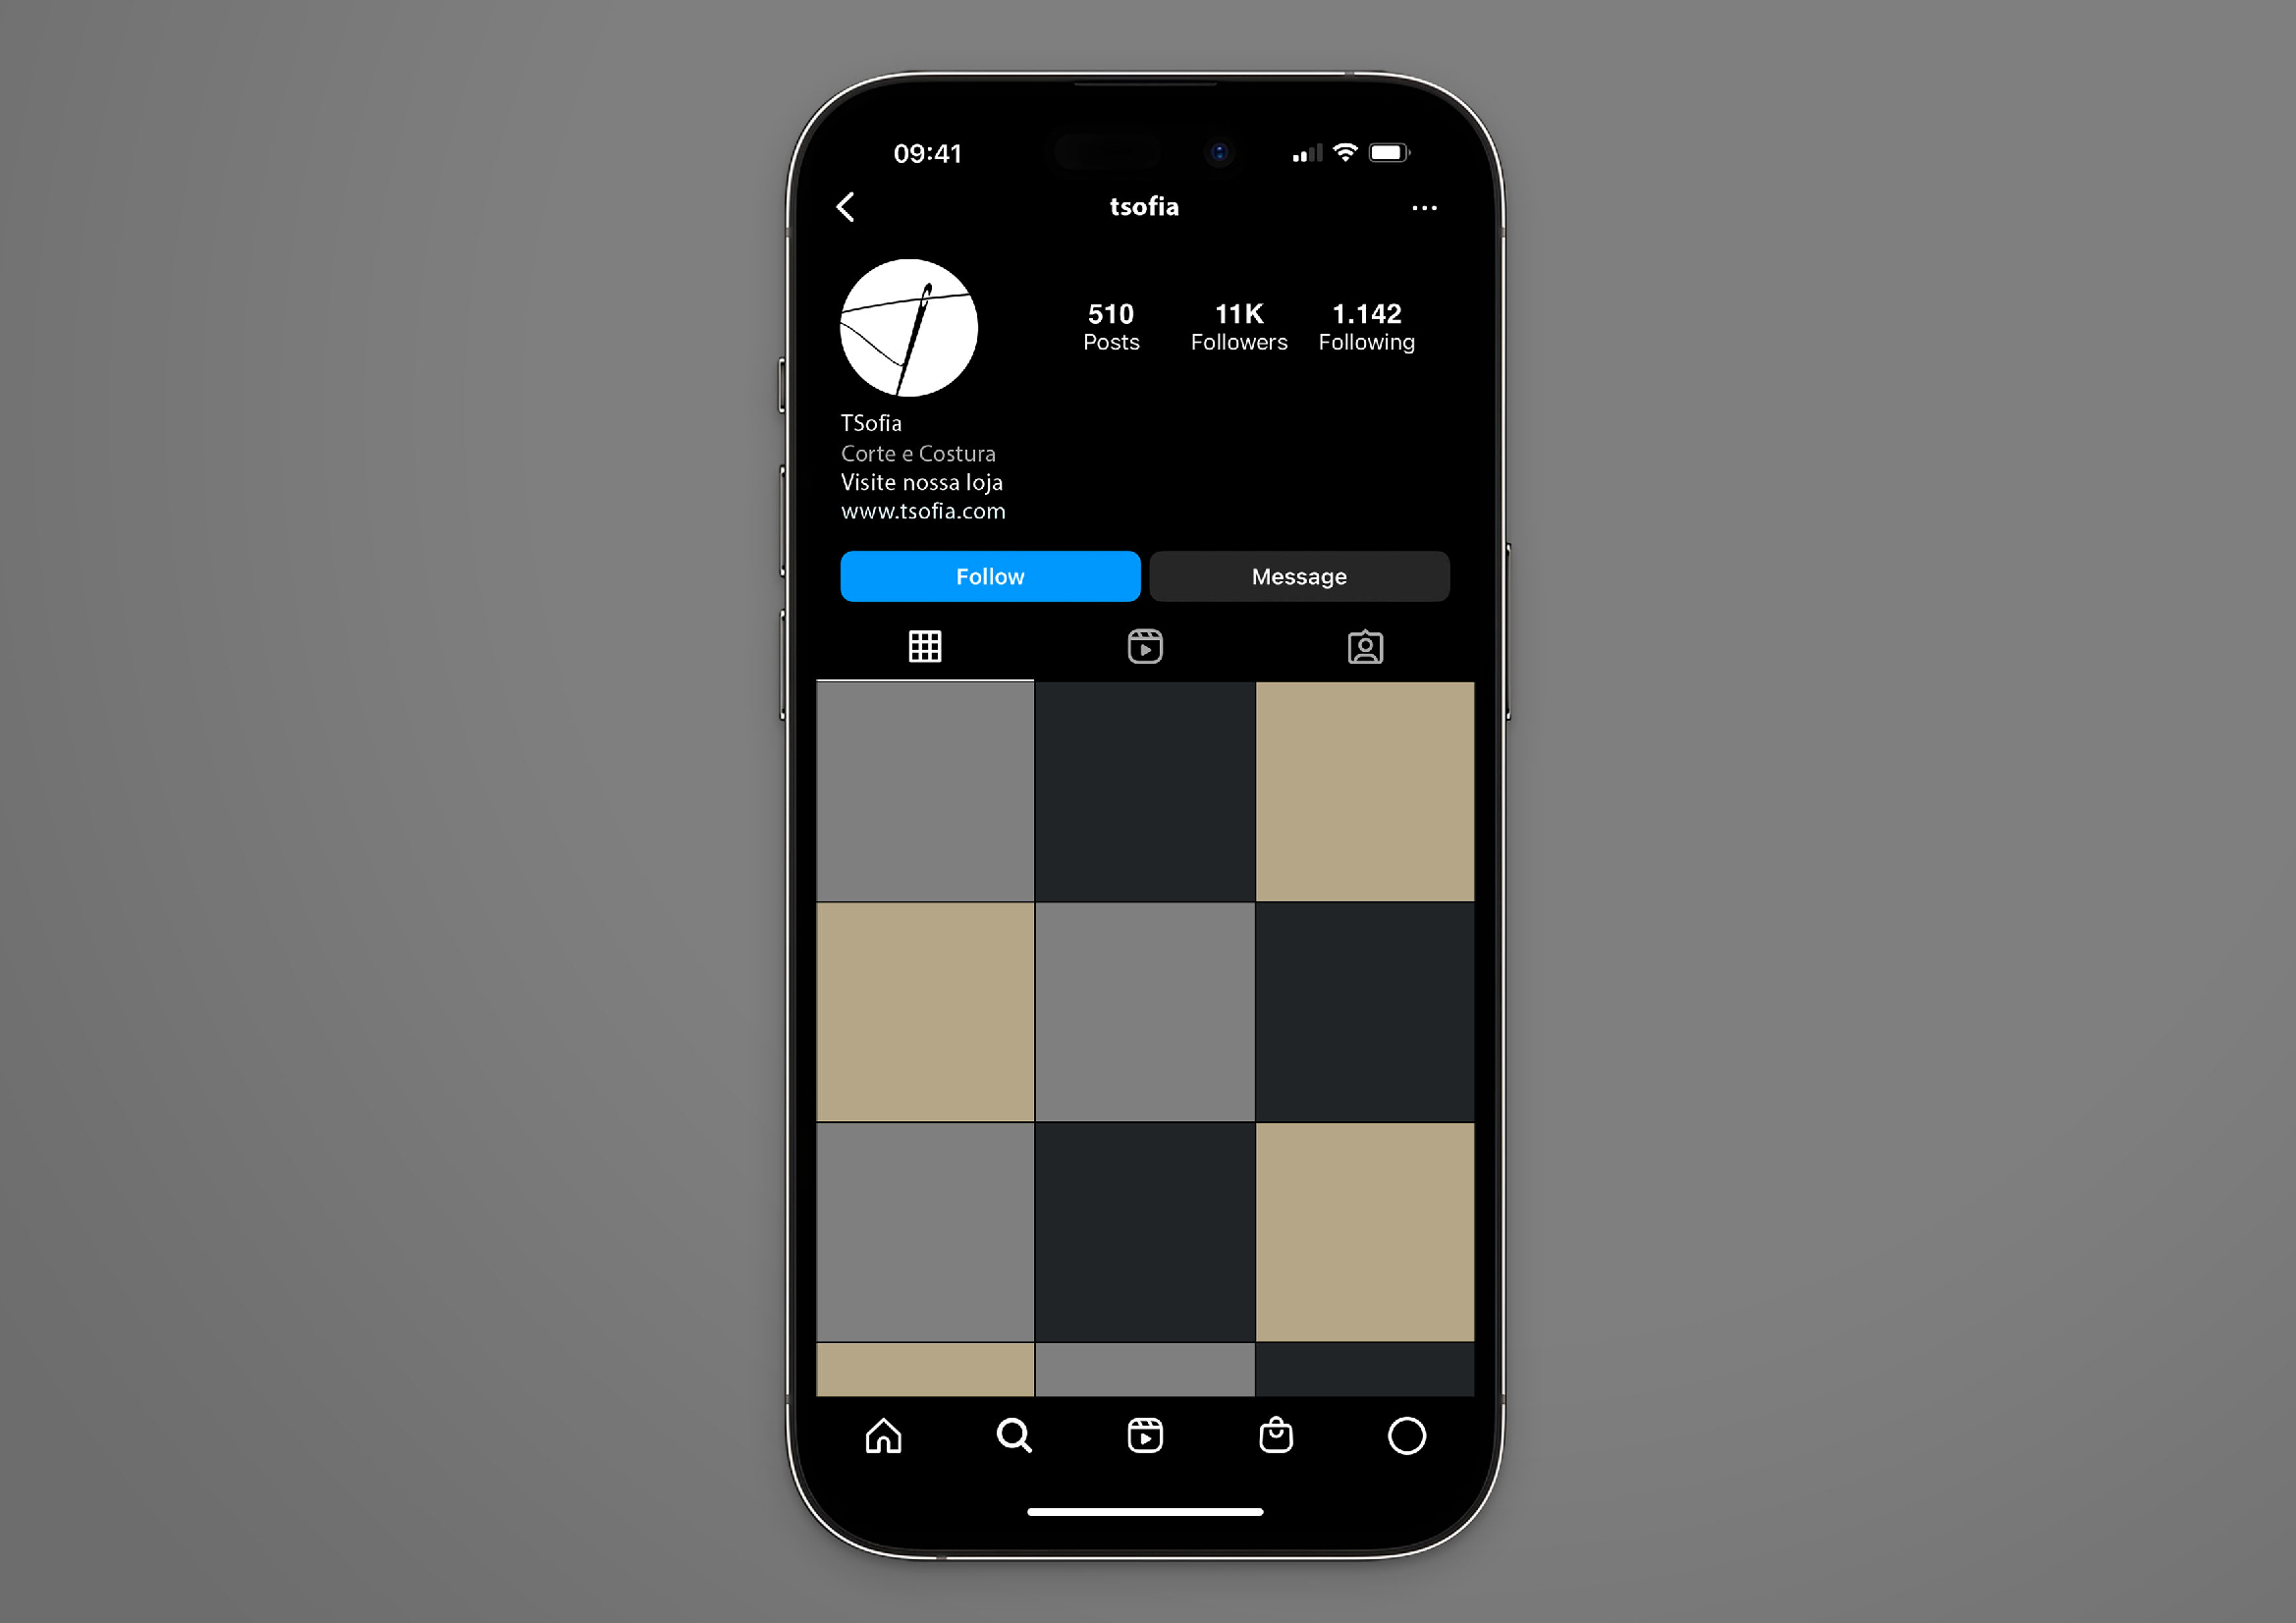 09:41
tsofia
510 11K 1.142
Posts Followers Following
TSofia
Corte e Costura
Visite nossa loja
www.tsofia.com
Follow Message